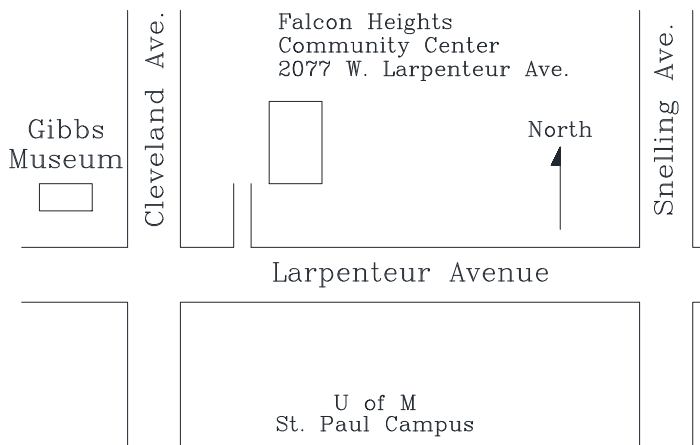 Falcon Heights
Community Center
2077 W. Larpenteur Ave.
Cleveland Ave.
Snelling Ave.
Gibbs
Museum
North
Larpenteur Avenue
U of M
St. Paul Campus